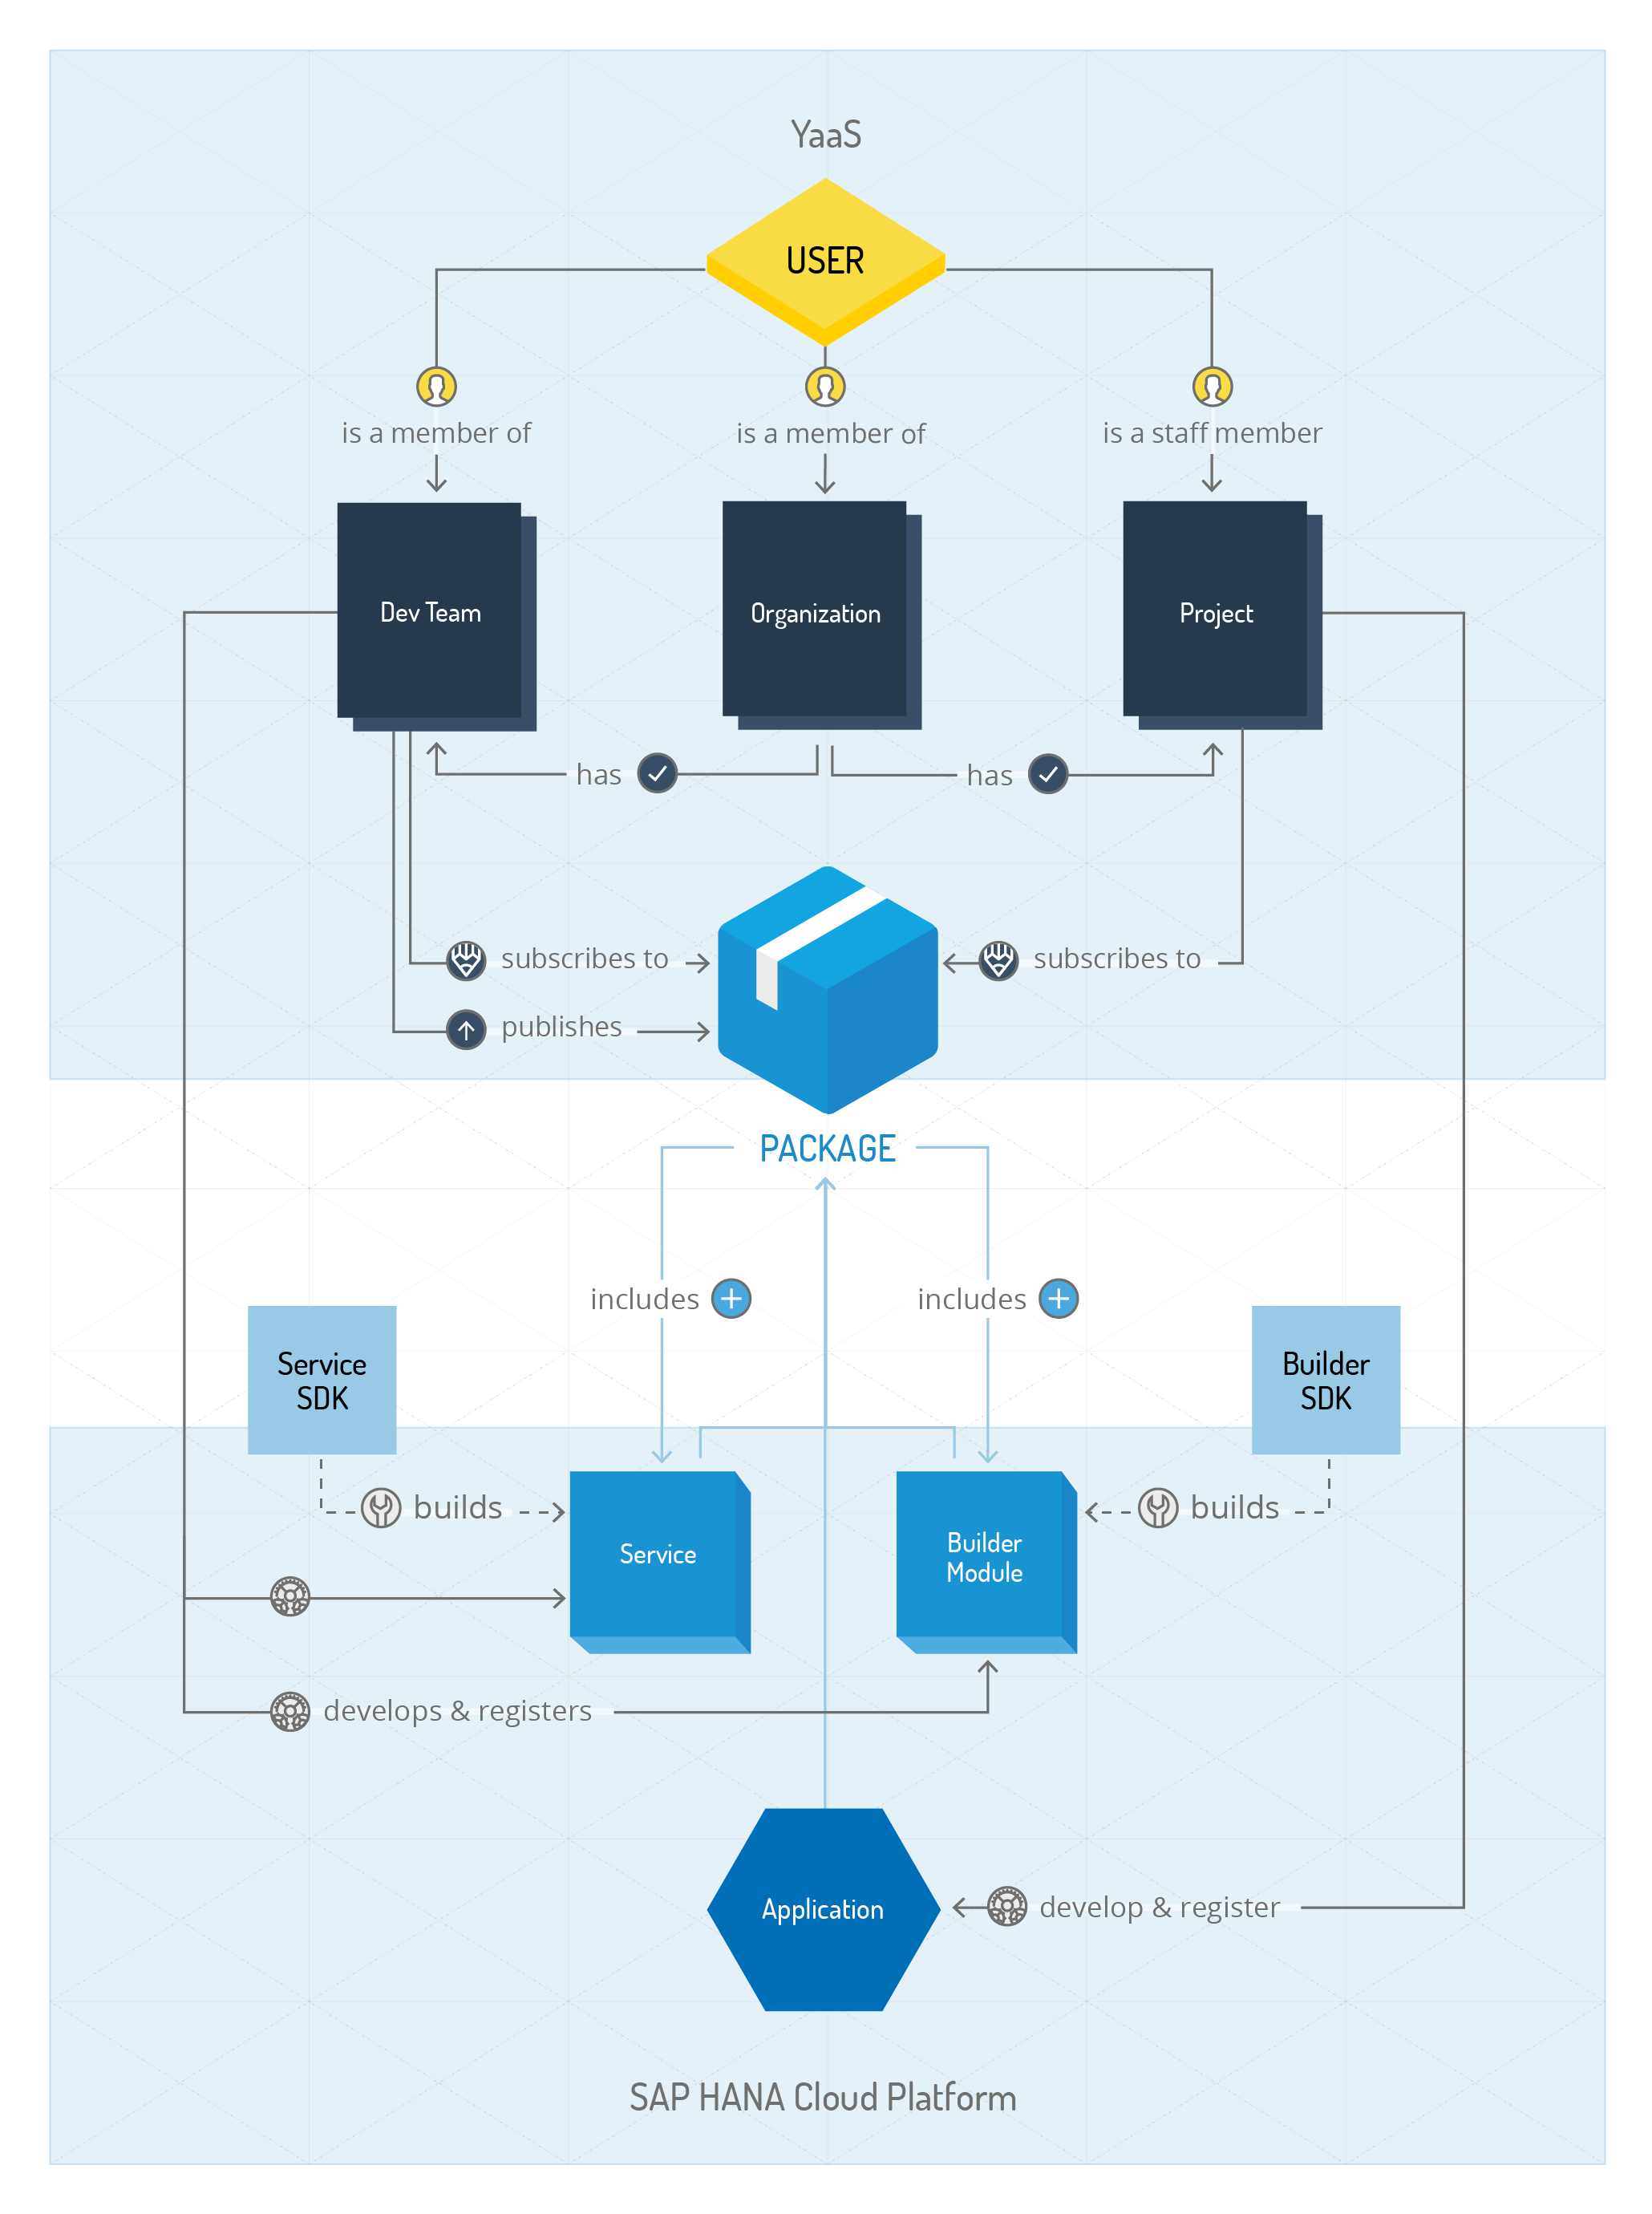 YaaS
USER
is a member of
is a member of
is a staff member
Dev Team
Organization
Project
has
has
subscribes to
subscribes to
publishes
PACKAGE
includes
includes
Service
SDK
Builder
SDK
builds
builds
Service
Builder
Module
develops & registers
Application
develop & register
SAP HANA Cloud Platform